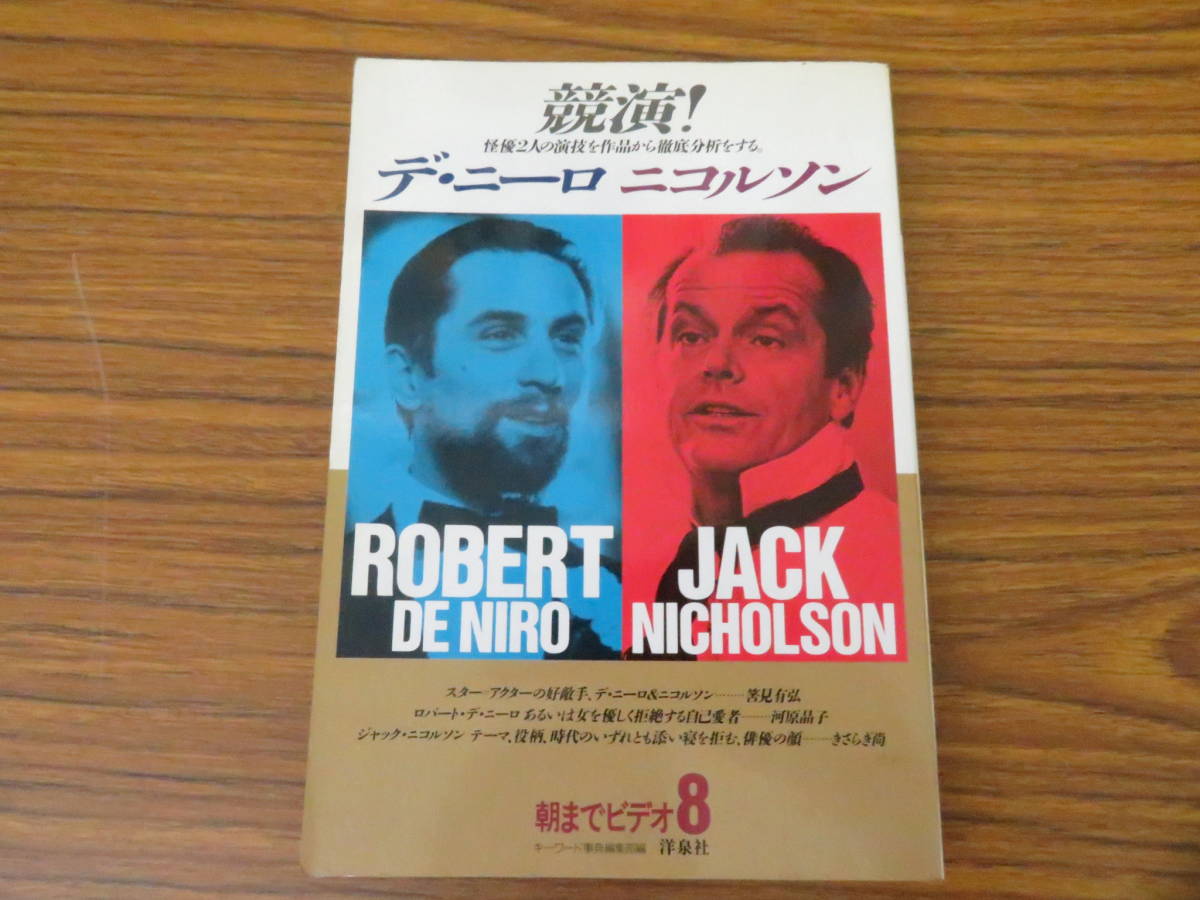 競演!
怪優2人の演技を作品から徹底分析をする。
デ・ニーロ ニコルソン
ROBERT
DE NIRO
JACK
NICHOLSON
スター=アクターの好敵手、デ・ニーロ&ニコルソン……筈見有弘
ロバート・デ・ニーロ あるいは女を優しく拒絶する自己愛者……河原晶子
ジャック・ニコルソン テーマ、役柄、時代のいずれとも添い寝を拒む、俳優の顔……きさらぎ尚
朝までビデオ8
キーワード事典編集部編 洋泉社